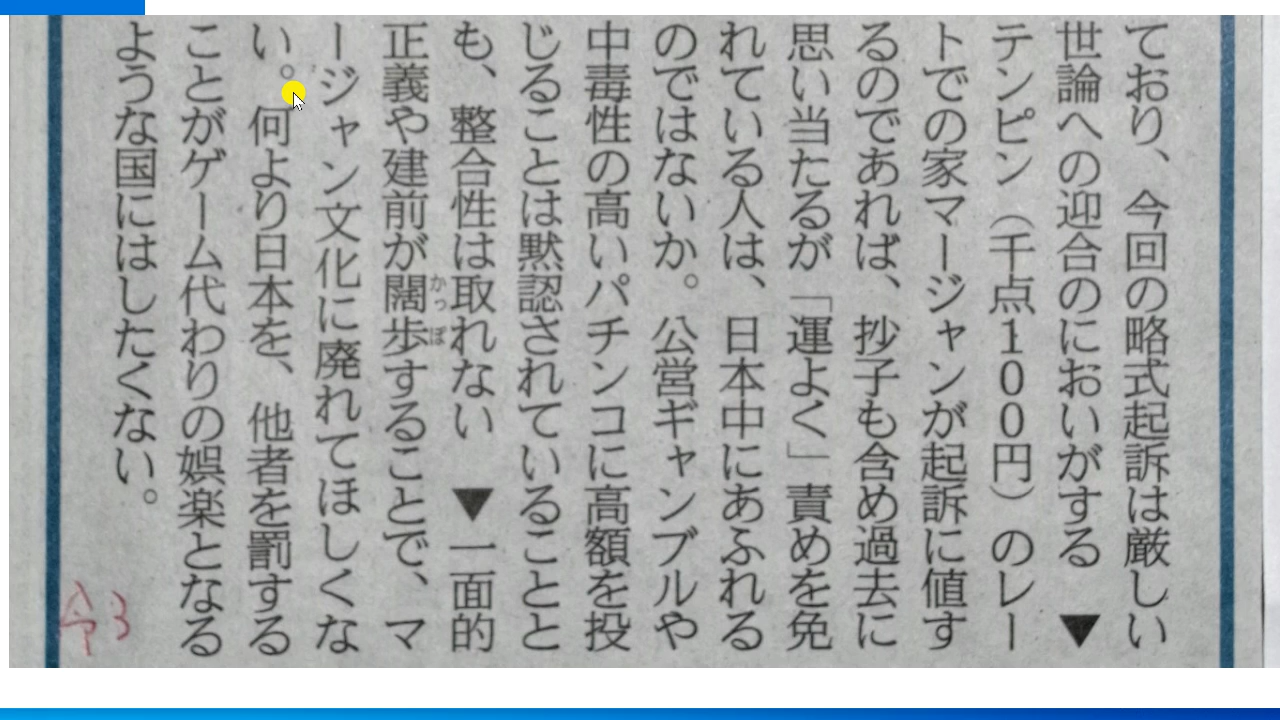 ており、今回の略式起訴は厳しい
世論への迎合のにおいがする　▼
テンピン（千点１００円）のレー
トでの家マージャンが起訴に値す
るのであれば、抄子も含め過去に
思い当たるが「運よく」責めを免
れている人は、日本中にあふれる
のではないか。公営ギャンブルや
中毒性の高いパチンコに高額を投
じることは黙認されていることと
も、整合性は取れない　▼一面的
正義や建前が闊歩することで、マ
かっぽ
ージャン文化に廃れてほしくな
い。何より日本を、他者を罰する
ことがゲーム代わりの娯楽となる
ような国にはしたくない。
令3